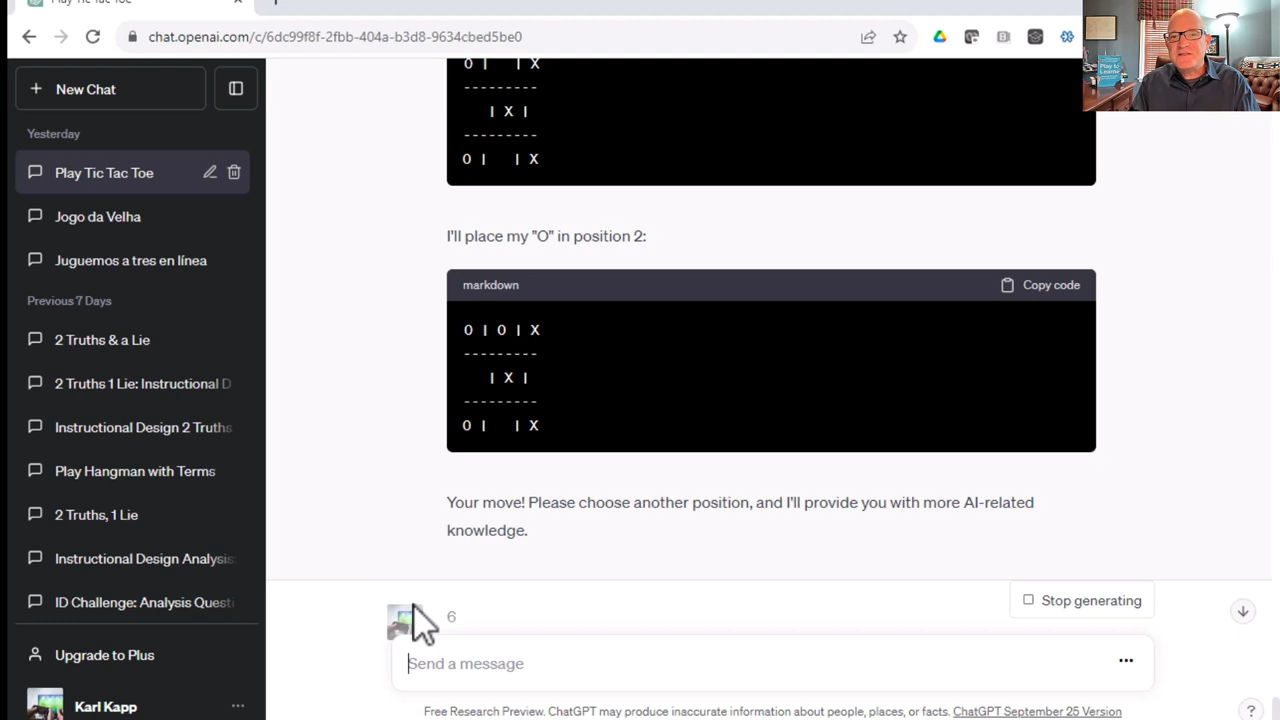 Play Tic Tac Toe
chat.openai.com/c/6dc99f8f-2fbb-404a-b3d8-96345ed5be0
New Chat
Yesterday
Play Tic Tac Toe
Jogo da Velha
Juguemos a tres en línea
Previous 7 Days
2 Truths & a Lie
2 Truths 1 Lie: Instructional D
Instructional Design 2 Truths
Play Hangman with Terms
2 Truths, 1 Lie
Instructional Design Analysis
ID Challenge: Analysis Questi
Upgrade to Plus
Karl Kapp
O | | X
---------
| X |
---------
O | | X
I'll place my "O" in position 2:
markdown
Copy code
O | O | X
---------
| X |
---------
O | | X
Your move! Please choose another position, and I'll provide you with more AI-related
knowledge.
Stop generating
6
Send a message
Free Research Preview. ChatGPT may produce inaccurate information about people, places, or facts. ChatGPT September 25 Version
?
Play to
Learn